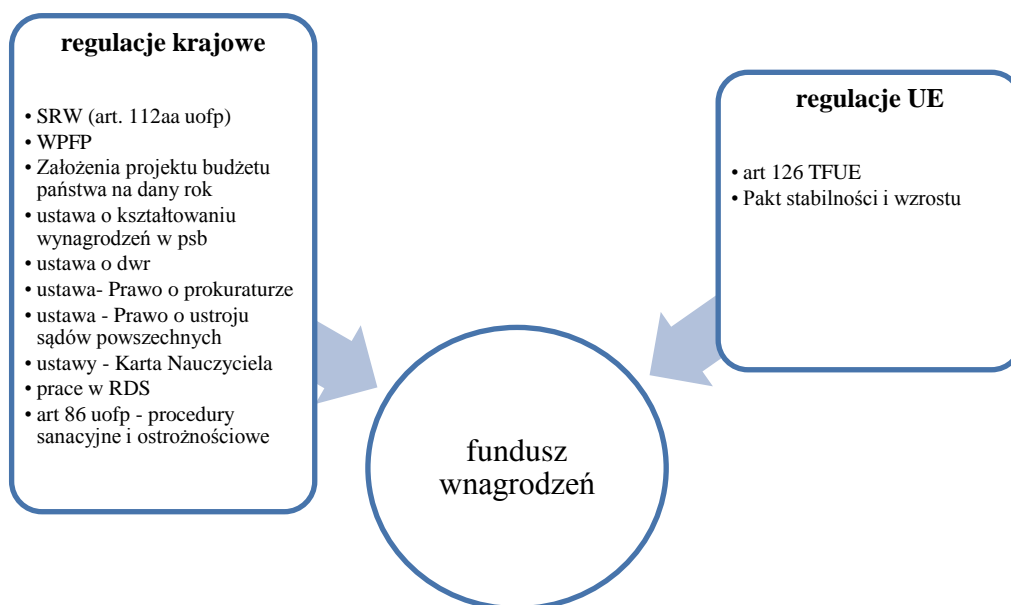 regulacje krajowe
• SRW (art. 112aa uofp)
• WPFP
• Założenia projektu budżetu
państwa na dany rok
• ustawa o kształtowaniu
wynagrodzeń w psb
• ustawa o dwr
• ustawa- Prawo o prokuraturze
• ustawa - Prawo o ustroju
sądów powszechnych
• ustawy - Karta Nauczyciela
• prace w RDS
• art 86 uofp - procedury
sanacyjne i ostrożnościowe
regulacje UE
• art 126 TFUE
• Pakt stabilności i wzrostu
fundusz
wnagrodzeń